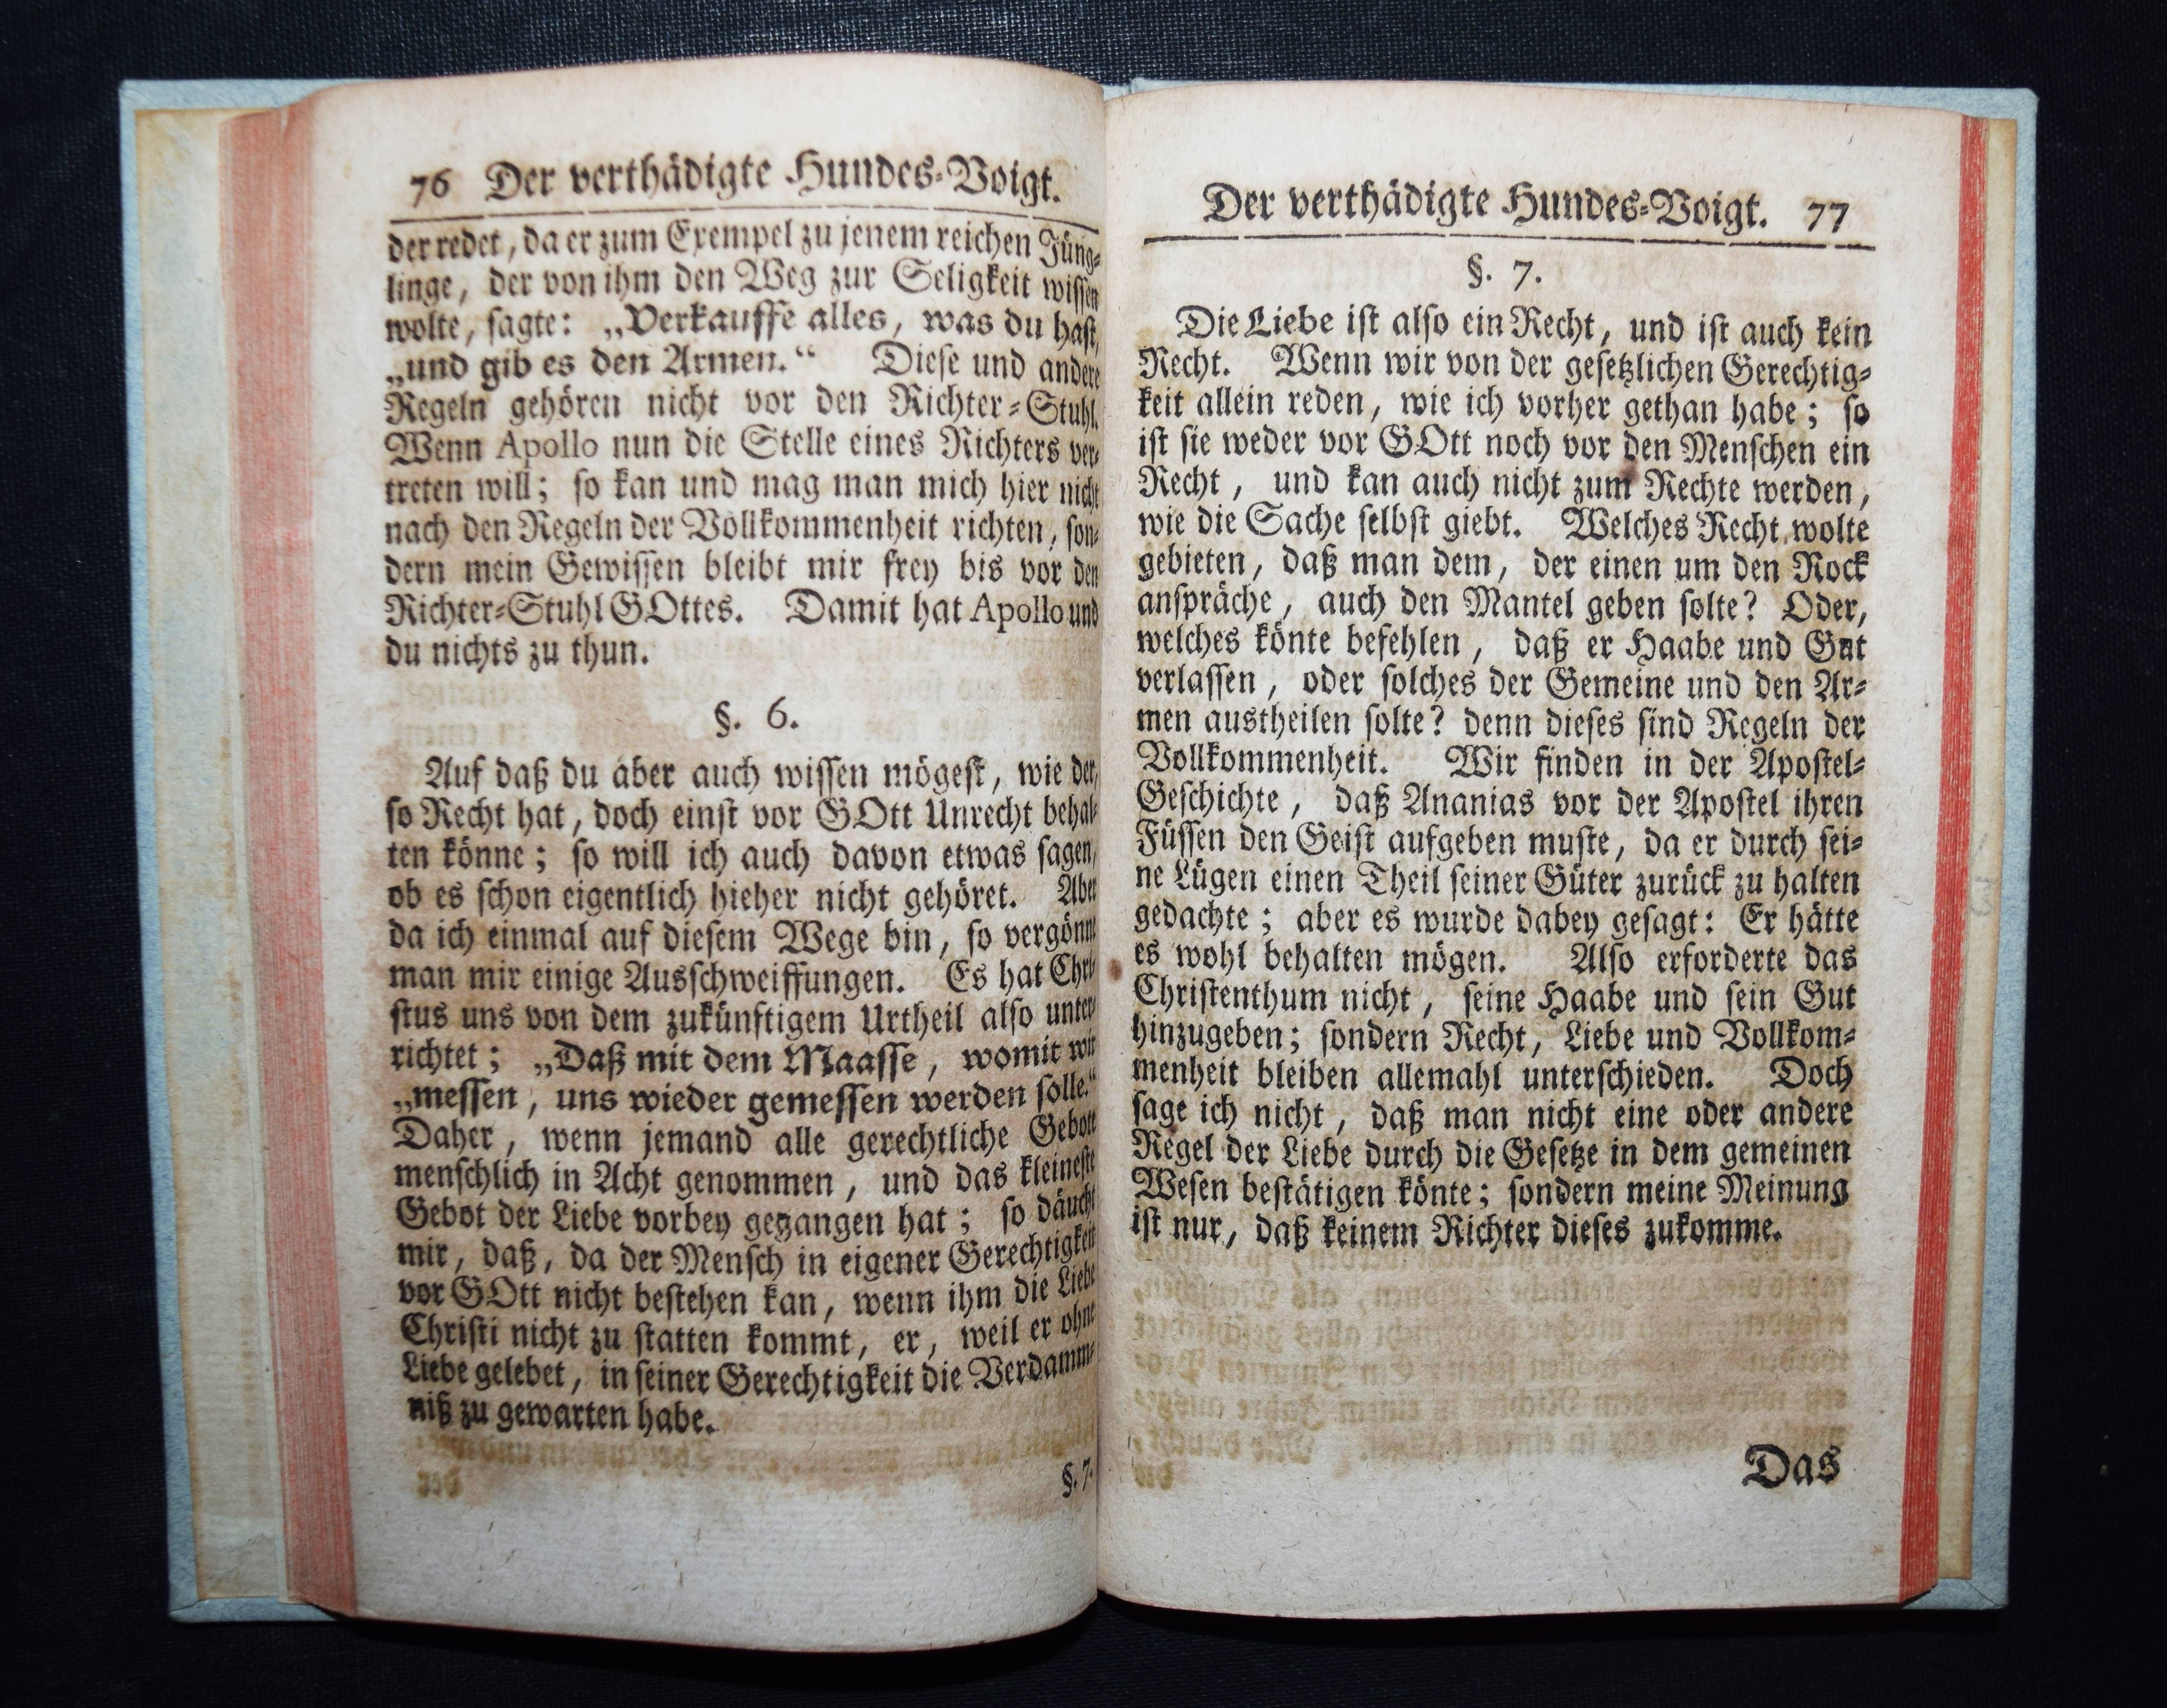 76 Der verthädigte Hundes-Voigt.
der redet, da er zum Exempel zu jenem reichen Jüng-
linge, der von ihm den Weg zur Seligkeit wissen
wolte, sagte: „Verkauffe alles, was du hast,
„und gib es den Armen.“ Diese und andere
Regeln gehören nicht vor den Richter-Stuhl.
Wenn Apollo nun die Stelle eines Richters ver-
treten will; so kan und mag man mich hier nicht
nach den Regeln der Vollkommenheit richten, son-
dern mein Gewissen bleibt mir frey bis vor den
Richter-Stuhl GOttes. Damit hat Apollo und
du nichts zu thun.
§. 6.
Auf daß du aber auch wissen mögest, wie der,
so Recht hat, doch einst vor GOtt Unrecht behal-
ten könne; so will ich auch davon etwas sagen,
ob es schon eigentlich hieher nicht gehöret. Aber
da ich einmal auf diesem Wege bin, so vergönnt
man mir einige Ausschweiffungen. Es hat Chri-
stus uns von dem zukünftigem Urtheil also unter-
richtet; „Daß mit dem Maasse, womit wir
„messen, uns wieder gemessen werden solle.“
Daher, wenn jemand alle gerechtliche Gebott
menschlich in Acht genommen, und das kleineste
Gebot der Liebe vorbey gegangen hat; so däucht
mir, daß, da der Mensch in eigener Gerechtigkeit
vor GOtt nicht bestehen kan, wenn ihm die Liebe
Christi nicht zu statten kommt, er, weil er ohne
Liebe gelebet, in seiner Gerechtigkeit die Verdamm-
niß zu gewarten habe.
§. 7.
Der verthädigte Hundes-Voigt. 77
§. 7.
Die Liebe ist also ein Recht, und ist auch kein
Recht. Wenn wir von der gesetzlichen Gerechtig-
keit allein reden, wie ich vorher gethan habe; so
ist sie weder vor GOtt noch vor den Menschen ein
Recht, und kan auch nicht zum Rechte werden,
wie die Sache selbst giebt. Welches Recht wolte
gebieten, daß man dem, der einen um den Rock
anspräche, auch den Mantel geben solte? Oder,
welches könte befehlen, daß er Haabe und Gut
verlassen, oder solches der Gemeine und den Ar-
men austheilen solte? denn dieses sind Regeln der
Vollkommenheit. Wir finden in der Apostel-
Geschichte, daß Ananias vor der Apostel ihren
Füssen den Geist aufgeben muste, da er durch sei-
ne Lügen einen Theil seiner Güter zurück zu halten
gedachte; aber es wurde dabey gesagt: Er hätte
es wohl behalten mögen. Also erforderte das
Christenthum nicht, seine Haabe und sein Gut
hinzugeben; sondern Recht, Liebe und Vollkom-
menheit bleiben allemahl unterschieden. Doch
sage ich nicht, daß man nicht eine oder andere
Regel der Liebe durch die Gesetze in dem gemeinen
Wesen bestätigen könte; sondern meine Meinung
ist nur, daß keinem Richter dieses zukomme.
Das